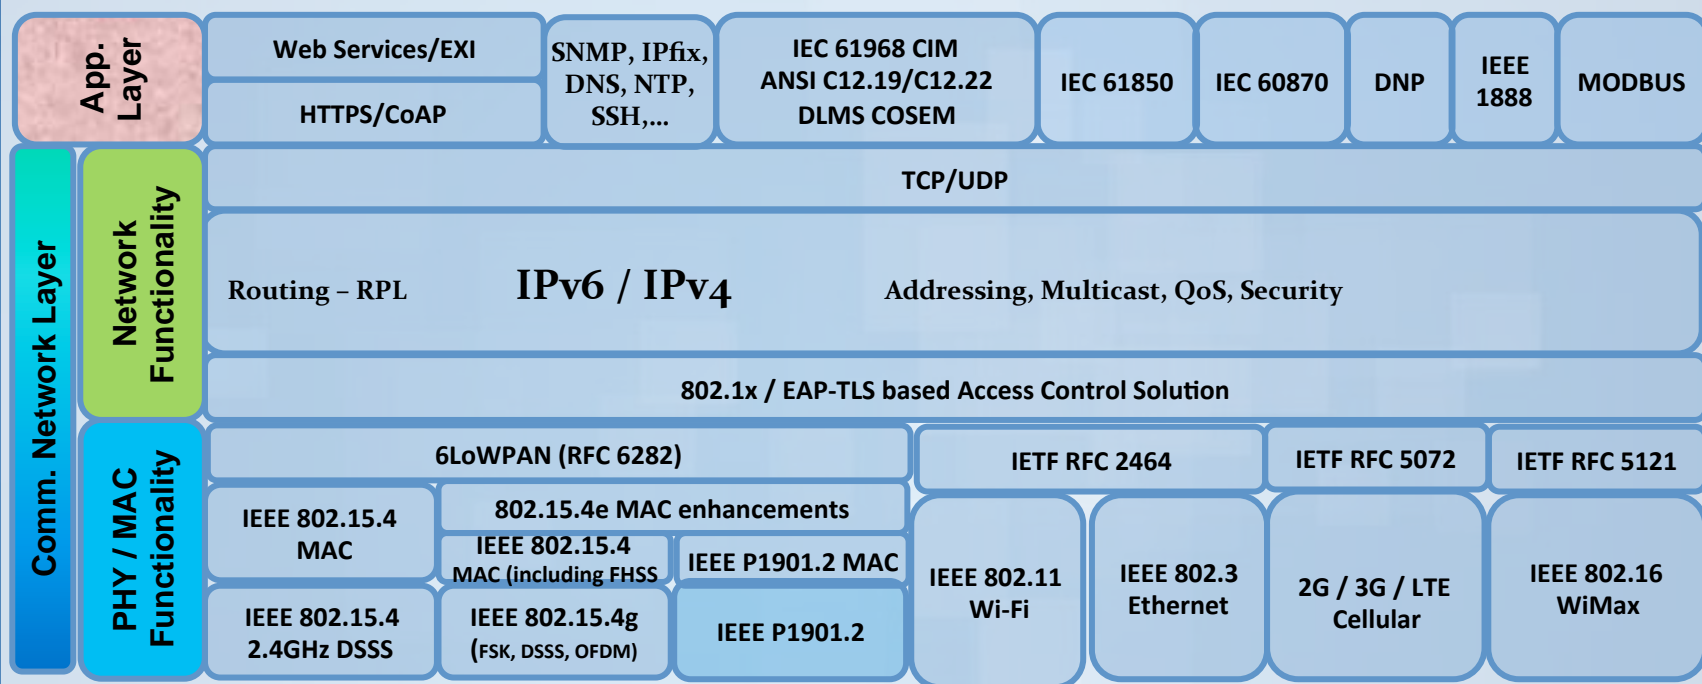 App.
Layer
Web Services/EXI
HTTPS/CoAP
SNMP, IPfix,
DNS, NTP,
SSH,...
IEC 61968 CIM
ANSI C12.19/C12.22
DLMS COSEM
IEC 61850
IEC 60870
DNP
IEEE
1888
MODBUS
Comm. Network Layer
Network
Functionality
TCP/UDP
Routing – RPL
IPv6 / IPv4
Addressing, Multicast, QoS, Security
802.1x / EAP-TLS based Access Control Solution
PHY / MAC
Functionality
6LoWPAN (RFC 6282)
IETF RFC 2464
IETF RFC 5072
IETF RFC 5121
IEEE 802.15.4
MAC
802.15.4e MAC enhancements
IEEE 802.15.4
MAC (including FHSS
IEEE P1901.2 MAC
IEEE 802.15.4
2.4GHz DSSS
IEEE 802.15.4g
(FSK, DSSS, OFDM)
IEEE P1901.2
IEEE 802.11
Wi-Fi
IEEE 802.3
Ethernet
2G / 3G / LTE
Cellular
IEEE 802.16
WiMax